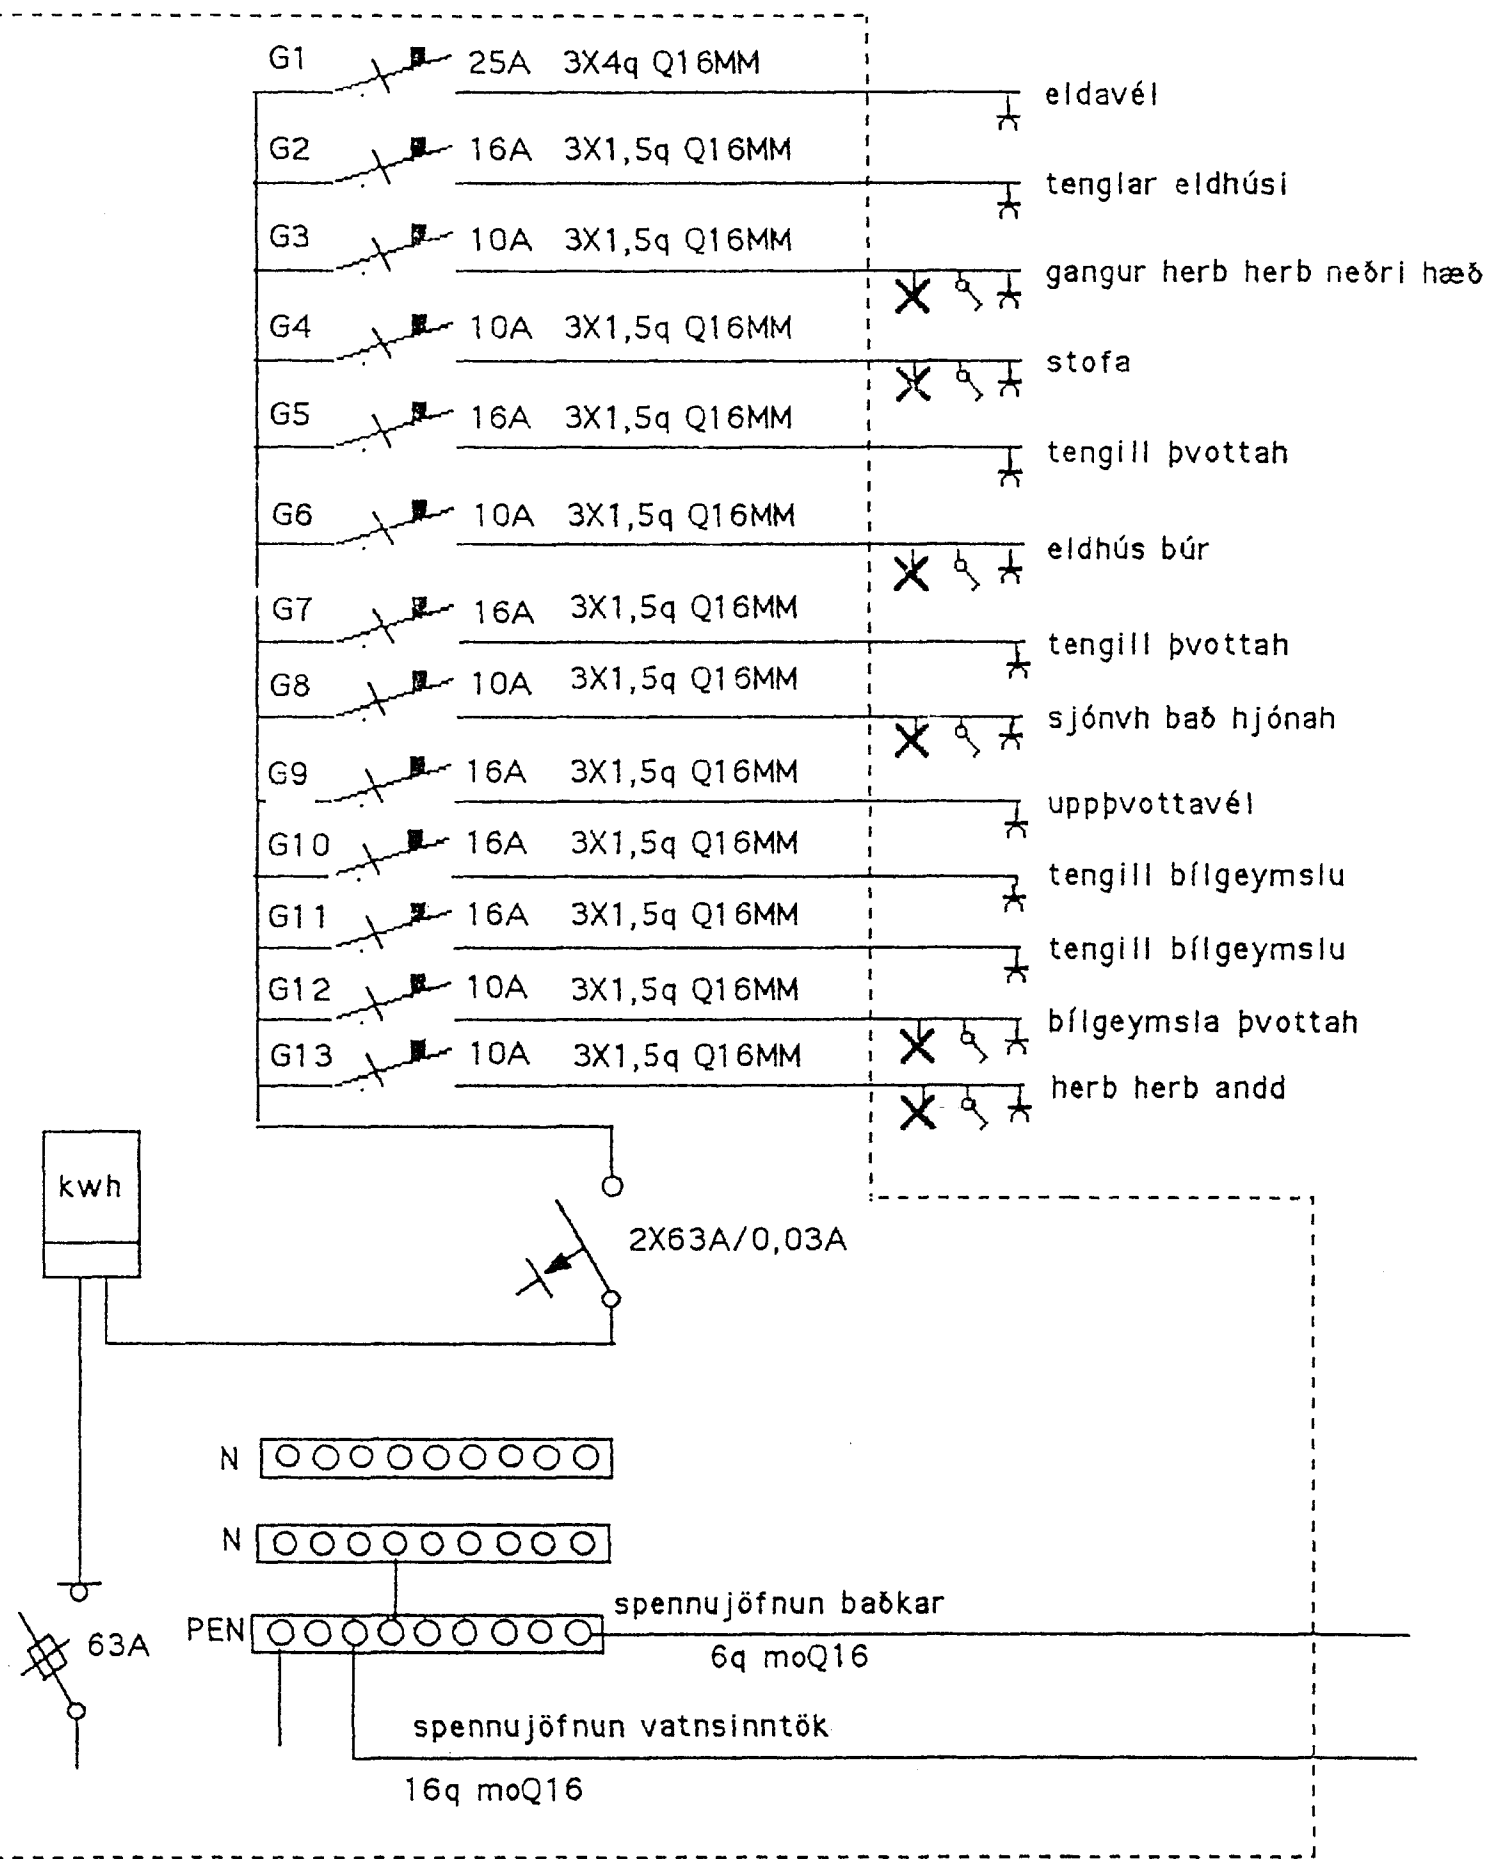 G1 25A 3X4q Q16MM eldavél
G2 16A 3X1,5q Q16MM tenglar eldhúsi
G3 10A 3X1,5q Q16MM gangur herb herb neðri hæð
G4 10A 3X1,5q Q16MM stofa
G5 16A 3X1,5q Q16MM tengill þvottah
G6 10A 3X1,5q Q16MM eldhús búr
G7 16A 3X1,5q Q16MM tengill þvottah
G8 10A 3X1,5q Q16MM sjónvh bað hjónah
G9 16A 3X1,5q Q16MM uppþvottavél
G10 16A 3X1,5q Q16MM tengill bílgeymslu
G11 16A 3X1,5q Q16MM tengill bílgeymslu
G12 10A 3X1,5q Q16MM bílgeymsla þvottah
G13 10A 3X1,5q Q16MM herb herb andd
kwh
2X63A/0,03A
N
N
63A
PEN
spennujöfnun baðkar
6q moQ16
spennujöfnun vatnsinntök
16q moQ16